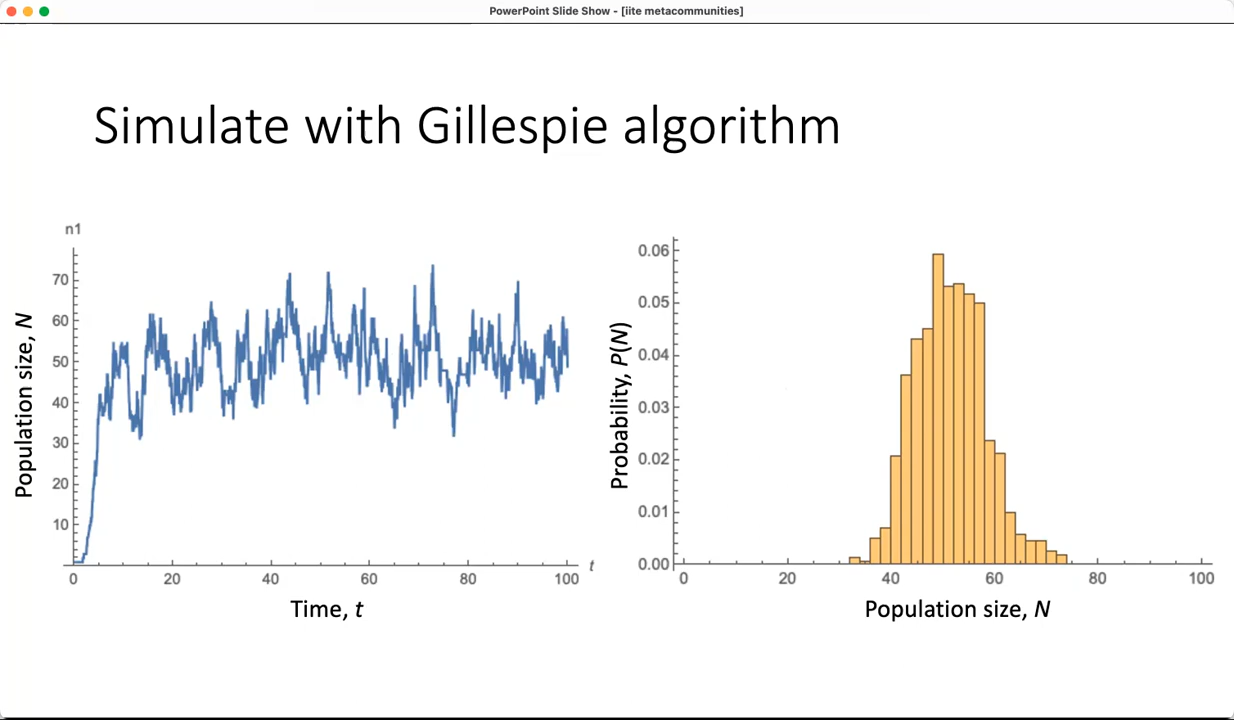 PowerPoint Slide Show - [iite metacommunities]
Simulate with Gillespie algorithm
n1
70
60
50
40
30
20
10
Population size, N
0 20 40 60 80 100 t
Time, t
0.06
0.05
0.04
0.03
0.02
0.01
0.00
Probability, P(N)
0 20 40 60 80 100
Population size, N